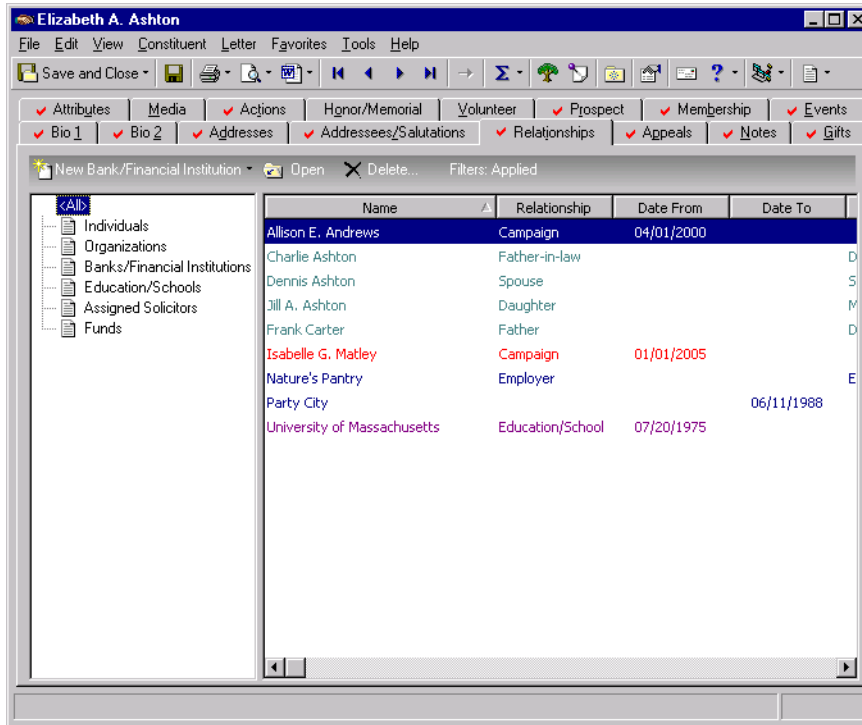 Elizabeth A. Ashton
File Edit View Constituent Letter Favorites Tools Help
Save and Close
Attributes Media Actions Honor/Memorial Volunteer Prospect Membership Events
Bio 1 Bio 2 Addresses Addressees/Salutations Relationships Appeals Notes Gifts
New Bank/Financial Institution Open Delete... Filters: Applied
<All>
Individuals
Organizations
Banks/Financial Institutions
Education/Schools
Assigned Solicitors
Funds
Name Relationship Date From Date To
Allison E. Andrews Campaign 04/01/2000
Charlie Ashton Father-in-law D
Dennis Ashton Spouse S
Jill A. Ashton Daughter M
Frank Carter Father D
Isabelle G. Matley Campaign 01/01/2005
Nature's Pantry Employer E
Party City 06/11/1988
University of Massachusetts Education/School 07/20/1975